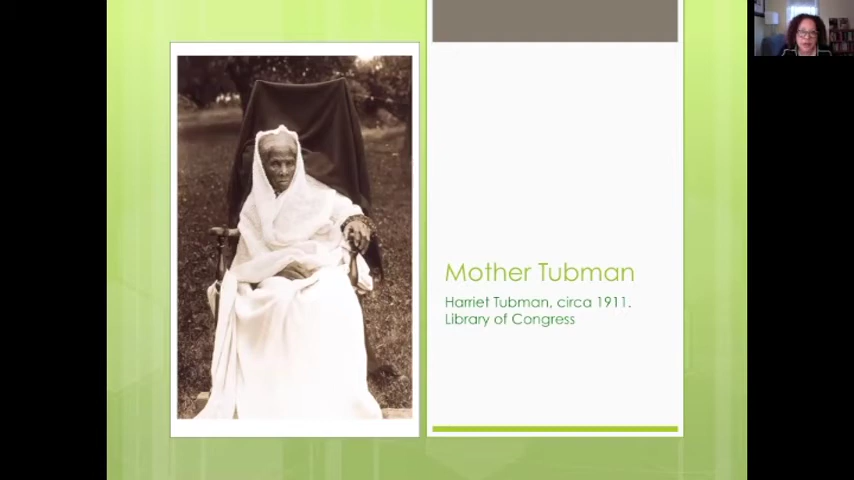 Mother Tubman
Harriet Tubman, circa 1911.
Library of Congress